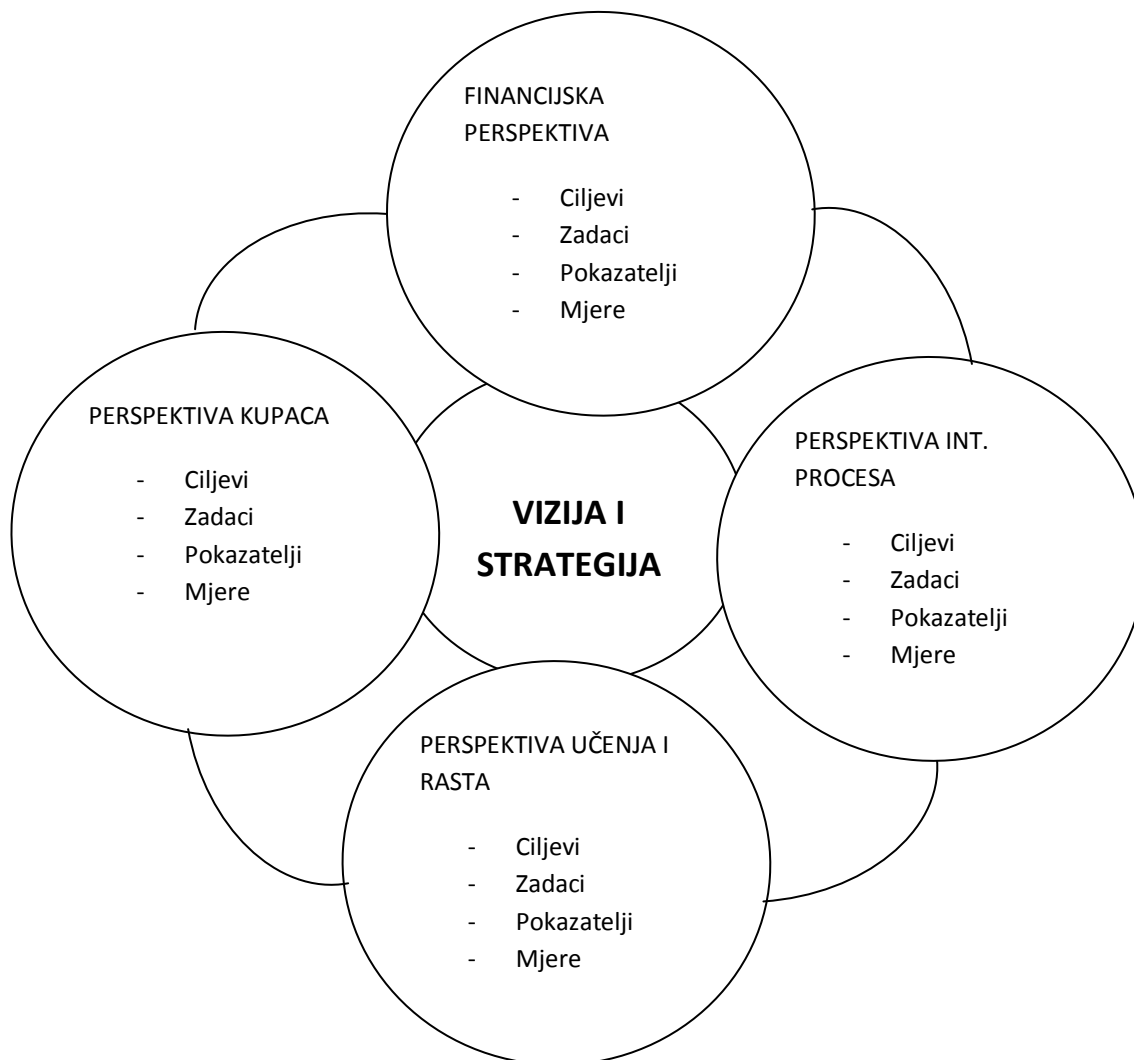 FINANCIJSKA
PERSPEKTIVA
- Ciljevi
- Zadaci
- Pokazatelji
- Mjere
PERSPEKTIVA KUPACA
- Ciljevi
- Zadaci
- Pokazatelji
- Mjere
VIZIJA I
STRATEGIJA
PERSPEKTIVA INT.
PROCESA
- Ciljevi
- Zadaci
- Pokazatelji
- Mjere
PERSPEKTIVA UČENJA I
RASTA
- Ciljevi
- Zadaci
- Pokazatelji
- Mjere